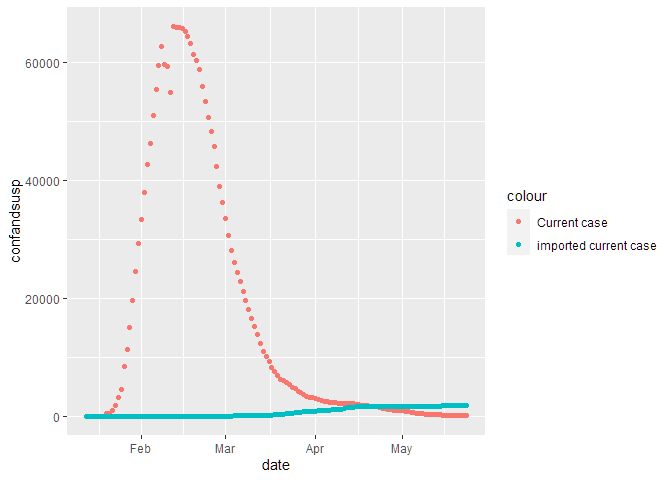 60000
40000
20000
0
confandsusp
Feb Mar Apr May
date
colour
Current case
imported current case